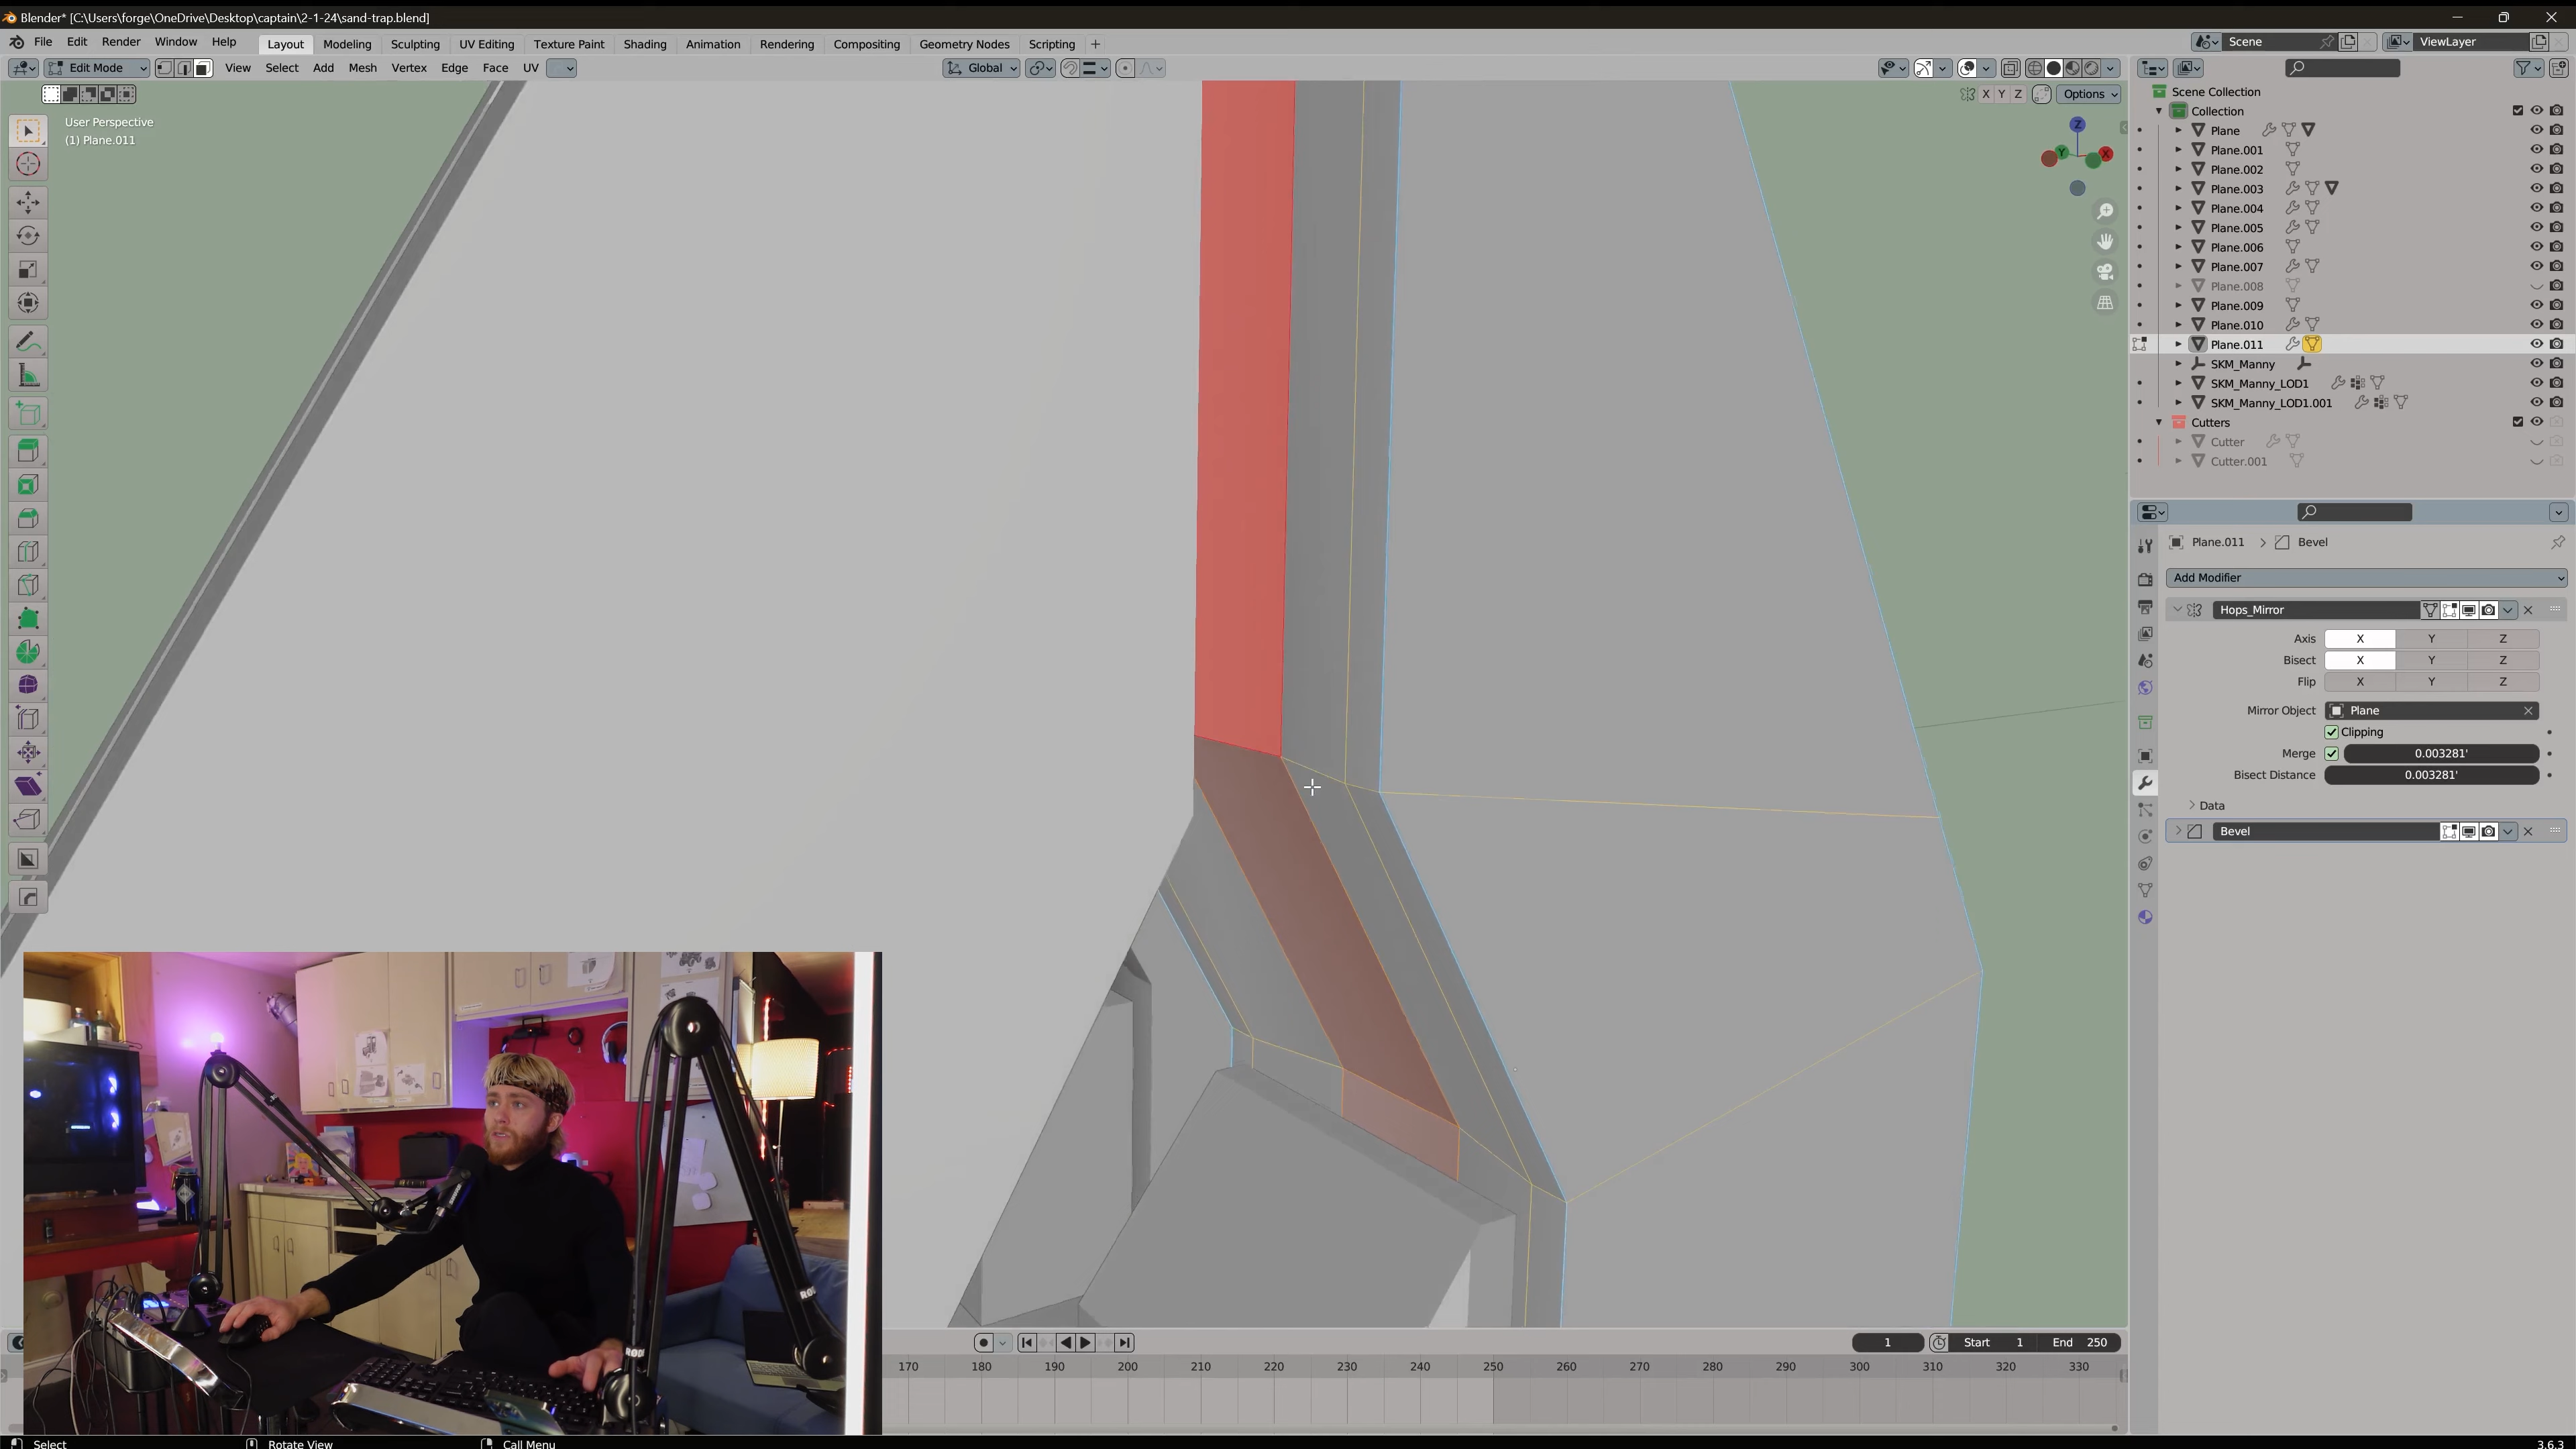 Blender* [C:\Users\forge\OneDrive\Desktop\captain\2-1-24\sand-trap.blend]
File Edit Render Window Help Layout Modeling Sculpting UV Editing Texture Paint Shading Animation Rendering Compositing Geometry Nodes Scripting + Scene ViewLayer
Edit Mode View Select Add Mesh Vertex Edge Face UV Global
X Y Z Options
User Perspective
(1) Plane.011
Z
Y X
Scene Collection
Collection
Plane
Plane.001
Plane.002
Plane.003
Plane.004
Plane.005
Plane.006
Plane.007
Plane.008
Plane.009
Plane.010
Plane.011
SKM_Manny
SKM_Manny_LOD1
SKM_Manny_LOD1.001
Cutters
Cutter
Cutter.001
Plane.011 > Bevel
Add Modifier
Hops_Mirror
Axis X Y Z
Bisect X Y Z
Flip X Y Z
Mirror Object Plane
Clipping
Merge 0.003281'
Bisect Distance 0.003281'
Data
Bevel
RODE
1 Start 1 End 250
170 180 190 200 210 220 230 240 250 260 270 280 290 300 310 320 330
Select Rotate View Call Menu 3.6.3